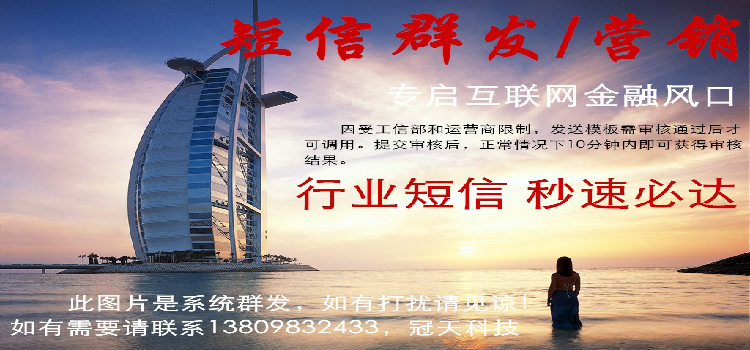 短信群发/营销
专启互联网金融风口
因受工信部和运营商限制，发送模板需审核通过后才
可调用。提交审核后，正常情况下10分钟内即可获得审核
结果。
行业短信 秒速必达
此图片是系统群发，如有打扰请见谅！
如有需要请联系13809832433，冠天科技